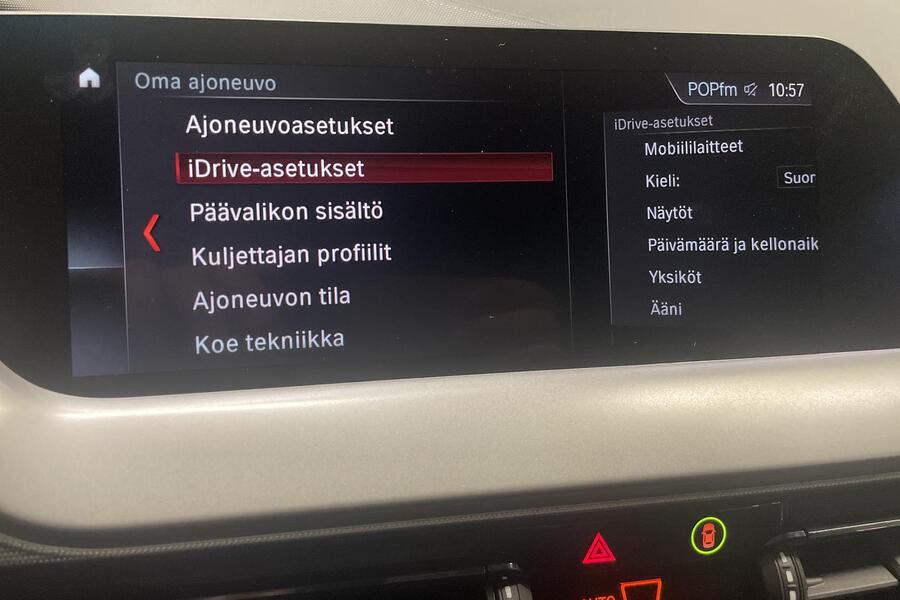 Oma ajoneuvo
POPfm 10:57
Ajoneuvoasetukset
iDrive-asetukset
Päävalikon sisältö
Kuljettajan profiilit
Ajoneuvon tila
Koe tekniikka
iDrive-asetukset
Mobiililaitteet
Kieli: Suor
Näytöt
Päivämäärä ja kellonaik
Yksiköt
Ääni
AUTO